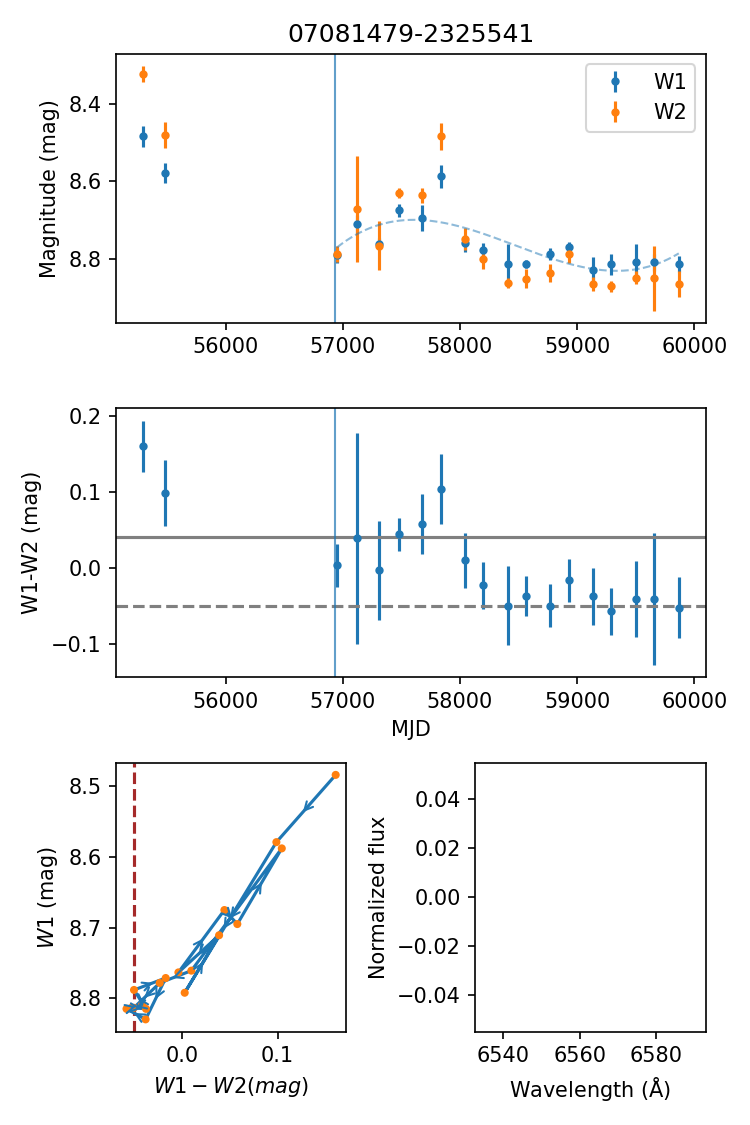 07081479-2325541
W1
W2
Magnitude (mag)
8.4
8.6
8.8
56000 57000 58000 59000 60000
W1-W2 (mag)
0.2
0.1
0.0
−0.1
56000 57000 58000 59000 60000
MJD
W1 (mag)
8.5
8.6
8.7
8.8
0.0 0.1
W1 − W2(mag)
Normalized flux
0.04
0.02
0.00
−0.02
−0.04
6540 6560 6580
Wavelength (Å)